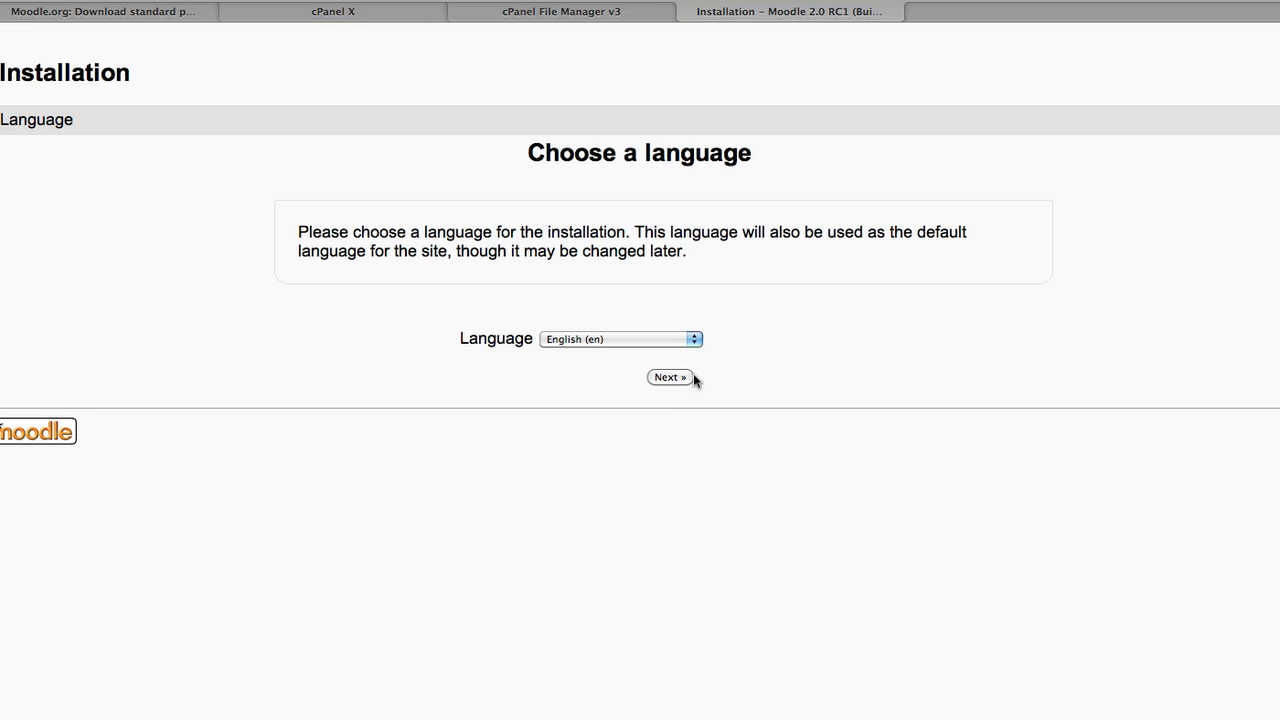 Moodle.org: Download standard p...
cPanel X
cPanel File Manager v3
Installation – Moodle 2.0 RC1 (Bui...
Installation
Language
Choose a language
Please choose a language for the installation. This language will also be used as the default
language for the site, though it may be changed later.
Language English (en)
Next »
moodle